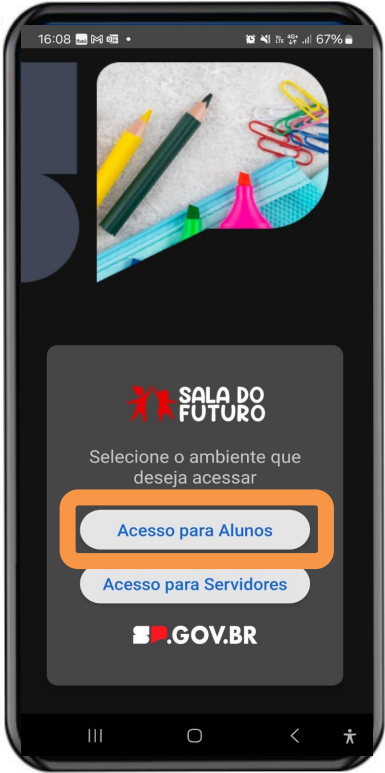 16:08
67%
SALA DO
FUTURO
Selecione o ambiente que
deseja acessar
Acesso para Alunos
Acesso para Servidores
SP.GOV.BR